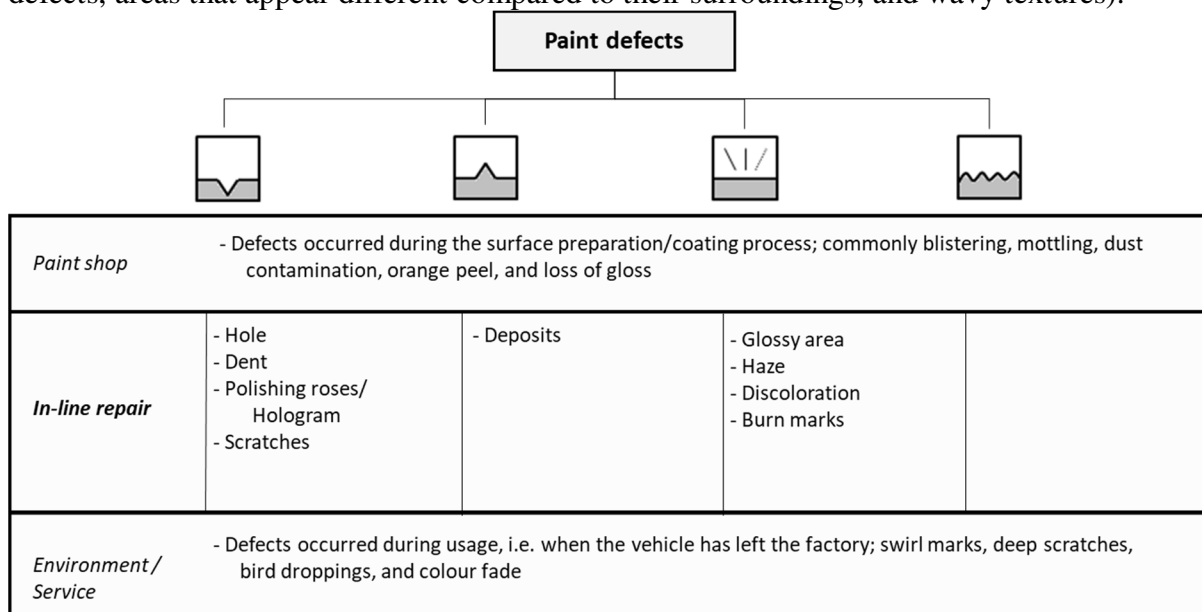 defects, areas that appear different compared to their surroundings, and wavy textures).
Paint defects
Paint shop
- Defects occurred during the surface preparation/coating process; commonly blistering, mottling, dust
contamination, orange peel, and loss of gloss
In-line repair
- Hole
- Dent
- Polishing roses/
Hologram
- Scratches
- Deposits
- Glossy area
- Haze
- Discoloration
- Burn marks
Environment/
Service
- Defects occurred during usage, i.e. when the vehicle has left the factory; swirl marks, deep scratches,
bird droppings, and colour fade